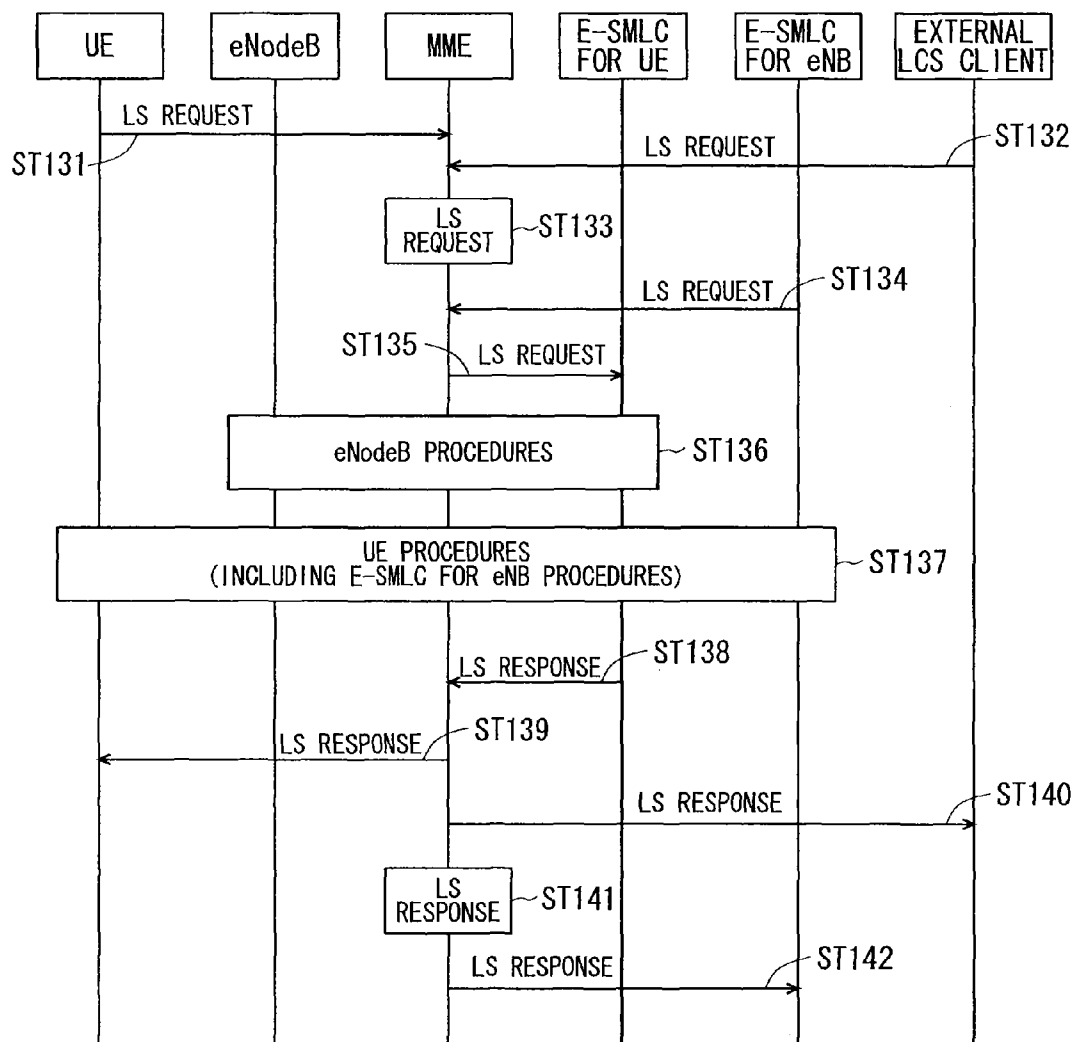 UE
eNodeB
MME
E-SMLC
FOR UE
E-SMLC
FOR eNB
EXTERNAL
LCS CLIENT
LS REQUEST
ST131
LS REQUEST
ST132
LS
REQUEST
ST133
LS REQUEST
ST134
ST135
LS REQUEST
eNodeB PROCEDURES
ST136
UE PROCEDURES
(INCLUDING E-SMLC FOR eNB PROCEDURES)
ST137
LS RESPONSE
ST138
LS RESPONSE
ST139
LS RESPONSE
ST140
LS
RESPONSE
ST141
LS RESPONSE
ST142